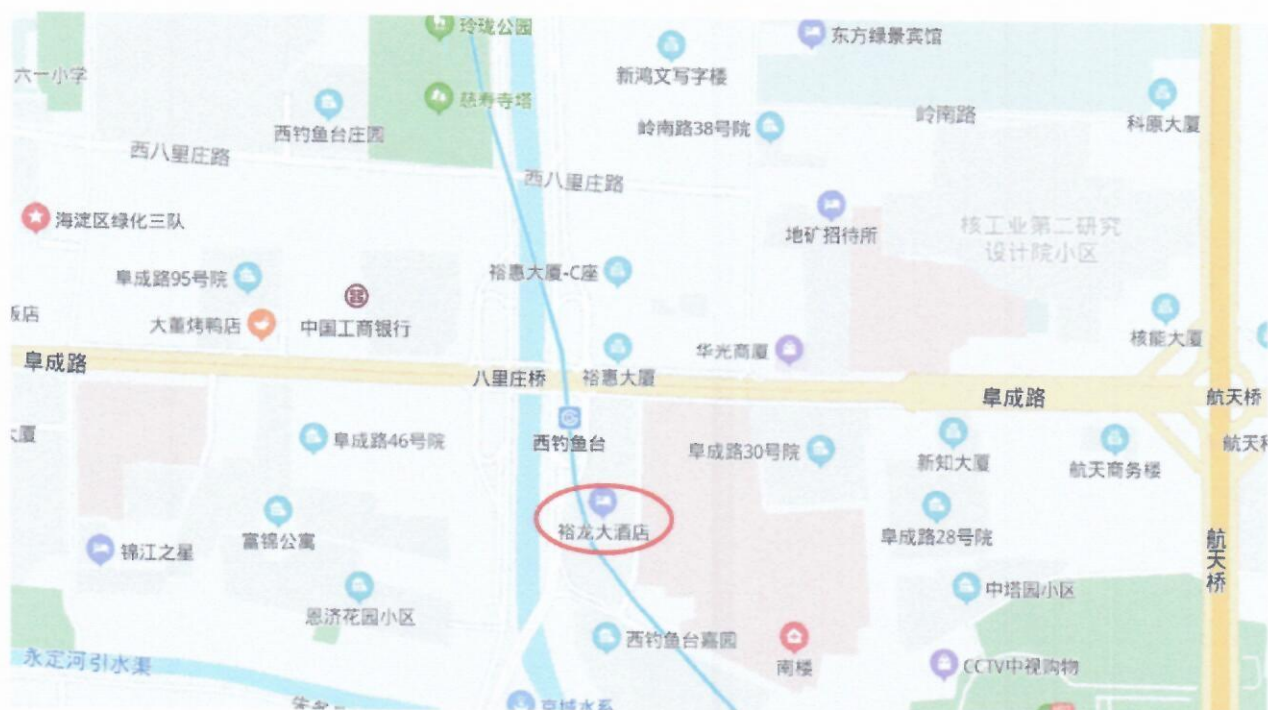 玲珑公园
东方绿景宾馆
六一小学
新鸿文写字楼
慈寿寺塔
西钓鱼台庄园
岭南路38号院
岭南路
科原大厦
西八里庄路
西八里庄路
海淀区绿化三队
地矿招待所
核工业第二研究
设计院小区
阜成路95号院
裕惠大厦-C座
饭店
大董烤鸭店
中国工商银行
华光商厦
核能大厦
阜成路
八里庄桥
裕惠大厦
阜成路
航天桥
西钓鱼台
阜成路46号院
阜成路30号院
新知大厦
航天商务楼
航天科
大厦
裕龙大酒店
富锦公寓
锦江之星
阜成路28号院
航天桥
恩济花园小区
中塔园小区
西钓鱼台嘉园
南楼
CCTV中视购物
永定河引水渠
京城水系